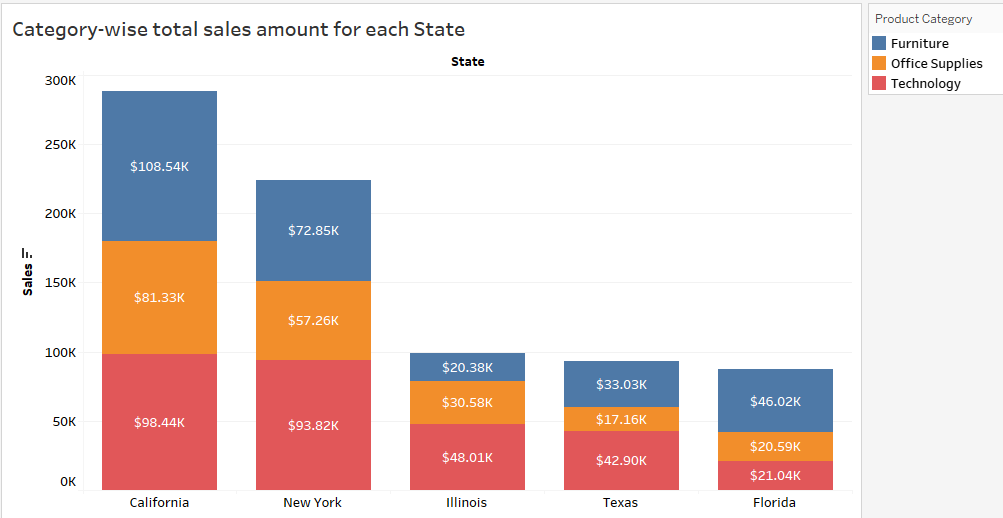 Category-wise total sales amount for each State
Product Category
Furniture
Office Supplies
Technology
State
Sales
300K
250K
200K
150K
100K
50K
0K
$108.54K
$81.33K
$98.44K
$72.85K
$57.26K
$93.82K
$20.38K
$30.58K
$48.01K
$33.03K
$17.16K
$42.90K
$46.02K
$20.59K
$21.04K
California
New York
Illinois
Texas
Florida